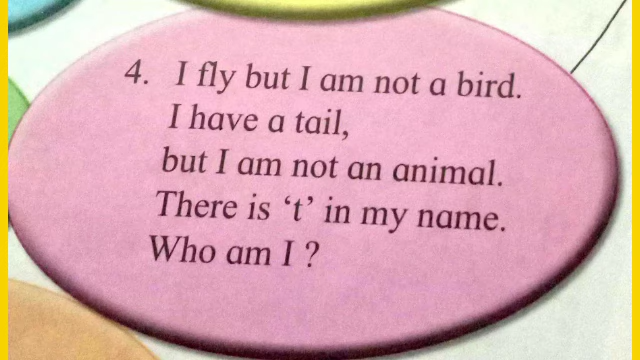 4. I fly but I am not a bird.
I have a tail,
but I am not an animal.
There is ‘t’ in my name.
Who am I ?